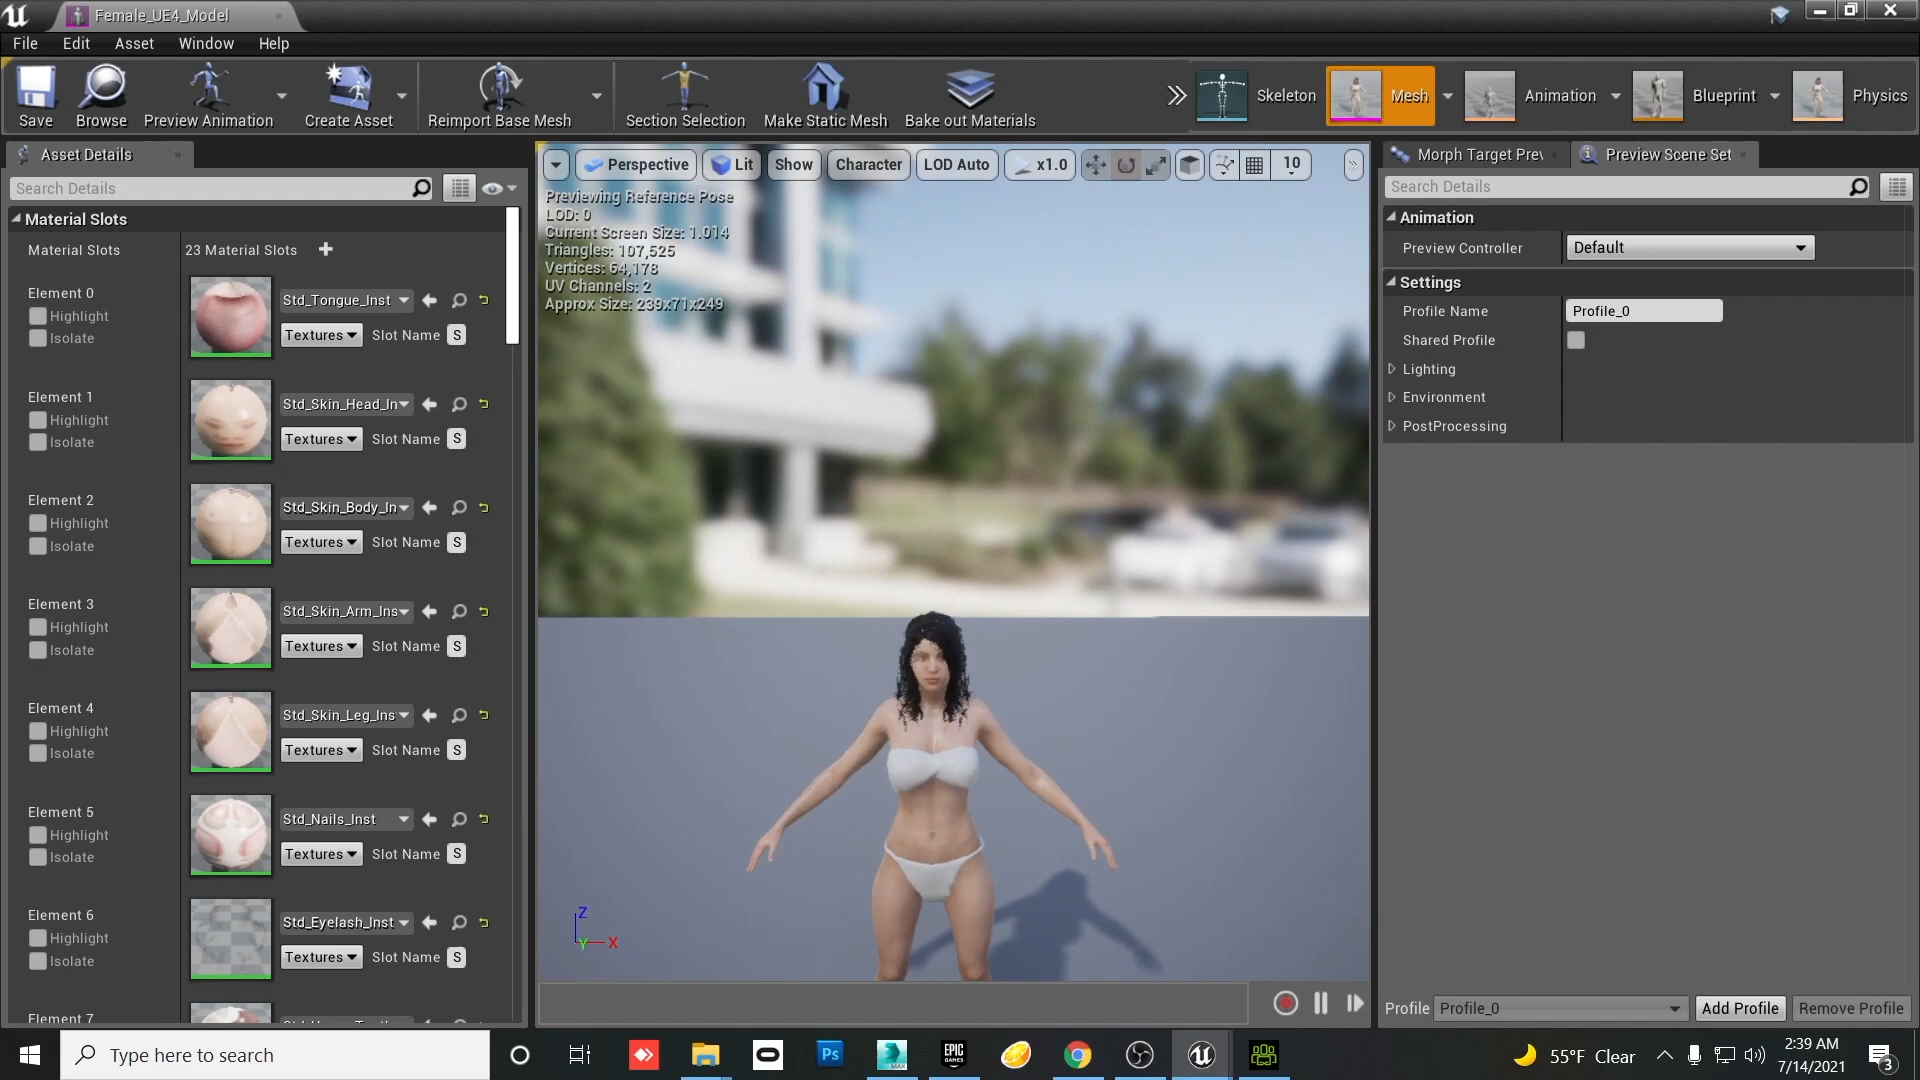 Female_UE4_Model
File Edit Asset Window Help
Save
Browse
Preview Animation
Create Asset
Reimport Base Mesh
Section Selection
Make Static Mesh
Bake out Materials
Skeleton
Mesh
Animation
Blueprint
Physics
Asset Details
Search Details
Material Slots
Material Slots
23 Material Slots
Element 0
Highlight
Isolate
Std_Tongue_Inst
Textures
Slot Name
S
Element 1
Highlight
Isolate
Std_Skin_Head_In
Textures
Slot Name
S
Element 2
Highlight
Isolate
Std_Skin_Body_In
Textures
Slot Name
S
Element 3
Highlight
Isolate
Std_Skin_Arm_Ins
Textures
Slot Name
S
Element 4
Highlight
Isolate
Std_Skin_Leg_Ins
Textures
Slot Name
S
Element 5
Highlight
Isolate
Std_Nails_Inst
Textures
Slot Name
S
Element 6
Highlight
Isolate
Std_Eyelash_Inst
Textures
Slot Name
S
Element 7
Perspective
Lit
Show
Character
LOD Auto
x1.0
10
Previewing Reference Pose
LOD: 0
Current Screen Size: 1.014
Triangles: 107,525
Vertices: 64,178
UV Channels: 2
Approx Size: 239x71x249
Z
Y
X
Morph Target Prev
Preview Scene Set
Search Details
Animation
Preview Controller
Default
Settings
Profile Name
Profile_0
Shared Profile
Lighting
Environment
PostProcessing
Profile
Profile_0
Add Profile
Remove Profile
Type here to search
Ps
MAX
EPIC
GAMES
55°F Clear
2:39 AM
7/14/2021
3